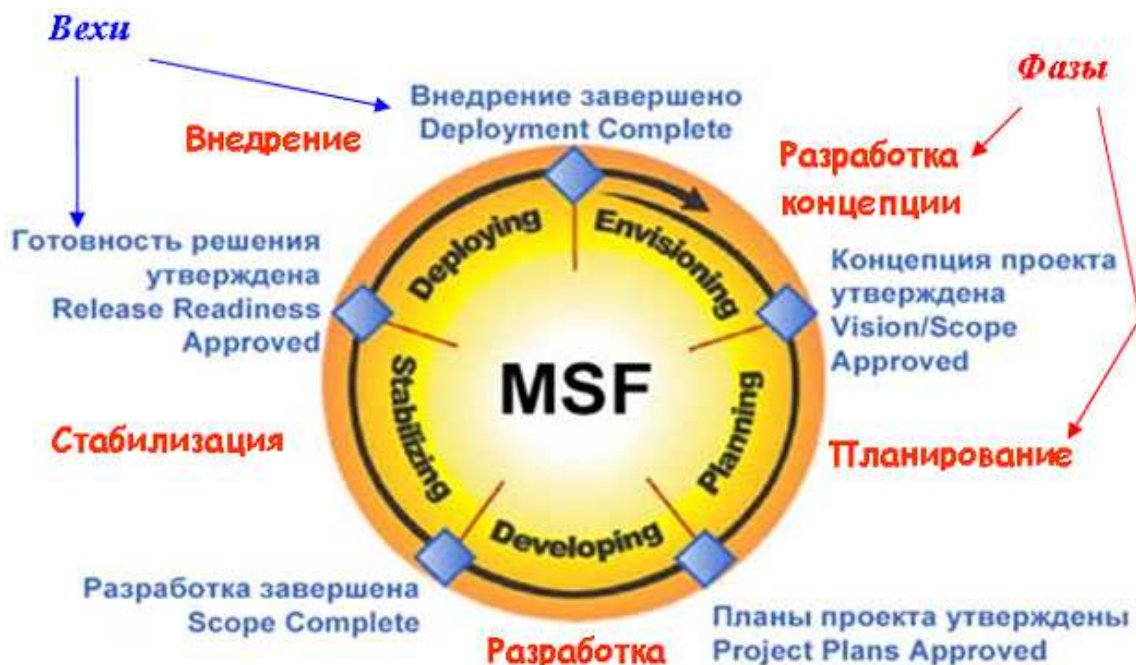 Вехи
Фазы
Внедрение завершено
Deployment Complete
Внедрение
Разработка
концепции
Готовность решения
утверждена
Release Readiness
Approved
Deploying
Envisioning
Концепция проекта
утверждена
Vision/Scope
Approved
MSF
Стабилизация
Stabilizing
Planning
Планирование
Developing
Разработка завершена
Scope Complete
Планы проекта утверждены
Project Plans Approved
Разработка